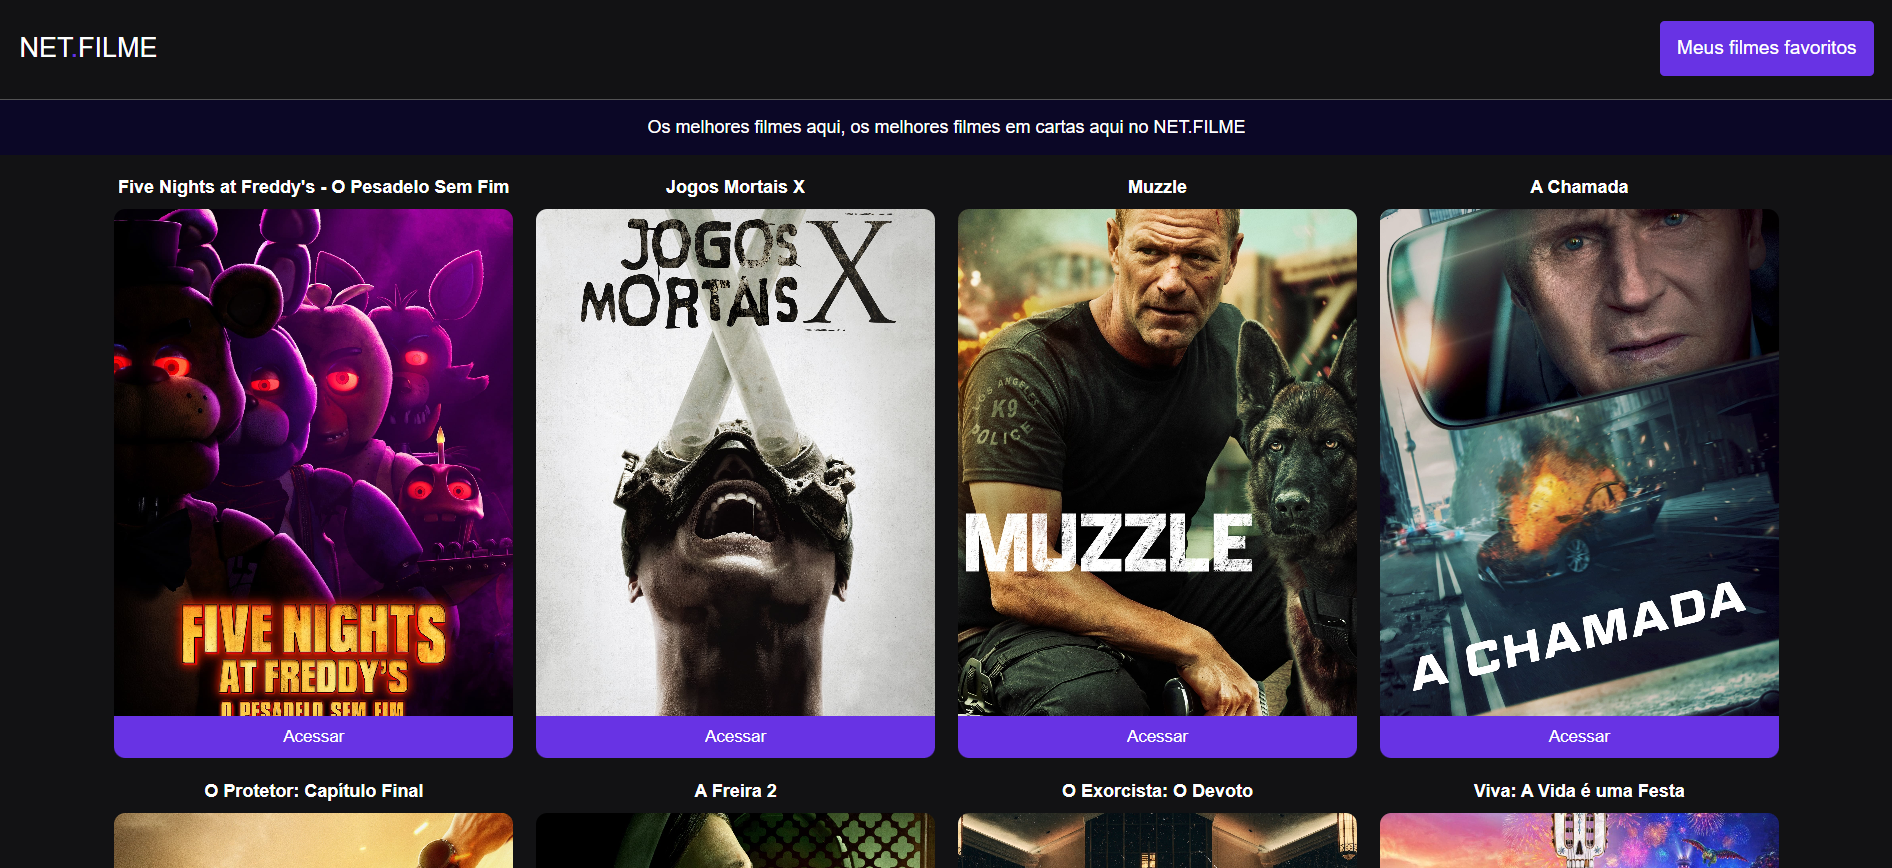 NET.FILME
Meus filmes favoritos
Os melhores filmes aqui, os melhores filmes em cartas aqui no NET.FILME
Five Nights at Freddy's - O Pesadelo Sem Fim
Jogos Mortais X
Muzzle
A Chamada
FIVE NIGHTS
AT FREDDY'S
O PESADELO SEM FIM
JOGOS
MORTAIS X
LOS ANGELES
K9
POLICE
MUZZLE
A CHAMADA
Acessar
Acessar
Acessar
Acessar
O Protetor: Capítulo Final
A Freira 2
O Exorcista: O Devoto
Viva: A Vida é uma Festa